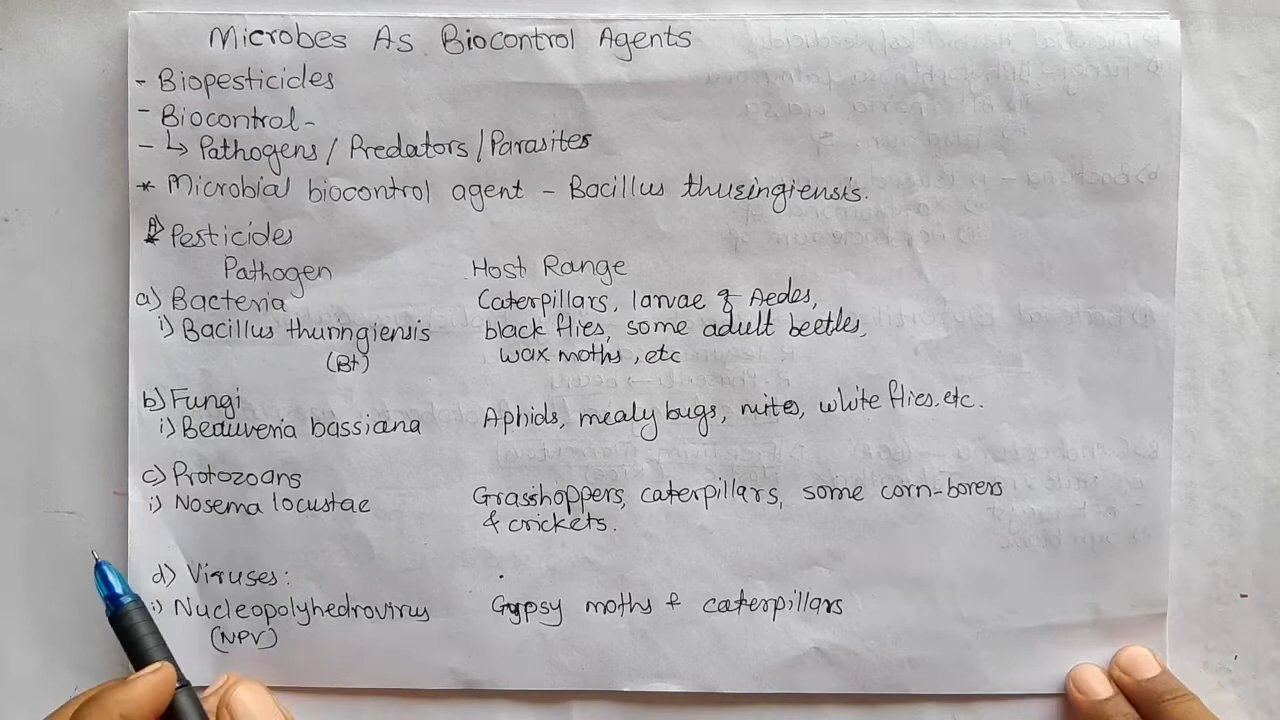 Microbes As Biocontrol Agents
- Biopesticides
- Biocontrol -
- ↳ Pathogens / Predators / Parasites
* Microbial biocontrol agent - Bacillus thuringiensis.
A) Pesticides
Pathogen Host Range
a) Bacteria Caterpillars, larvae of Aedes,
i) Bacillus thuringiensis black flies, some adult beetles,
(Bt) wax moths, etc
b) Fungi
i) Beauveria bassiana Aphids, mealy bugs, mites, white flies. etc.
c) Protozoans
i) Nosema locustae Grasshoppers, caterpillars, some corn-borers
& crickets.
d) Viruses:
i) Nucleopolyhedrovirus Gypsy moths & caterpillars
(NPV)